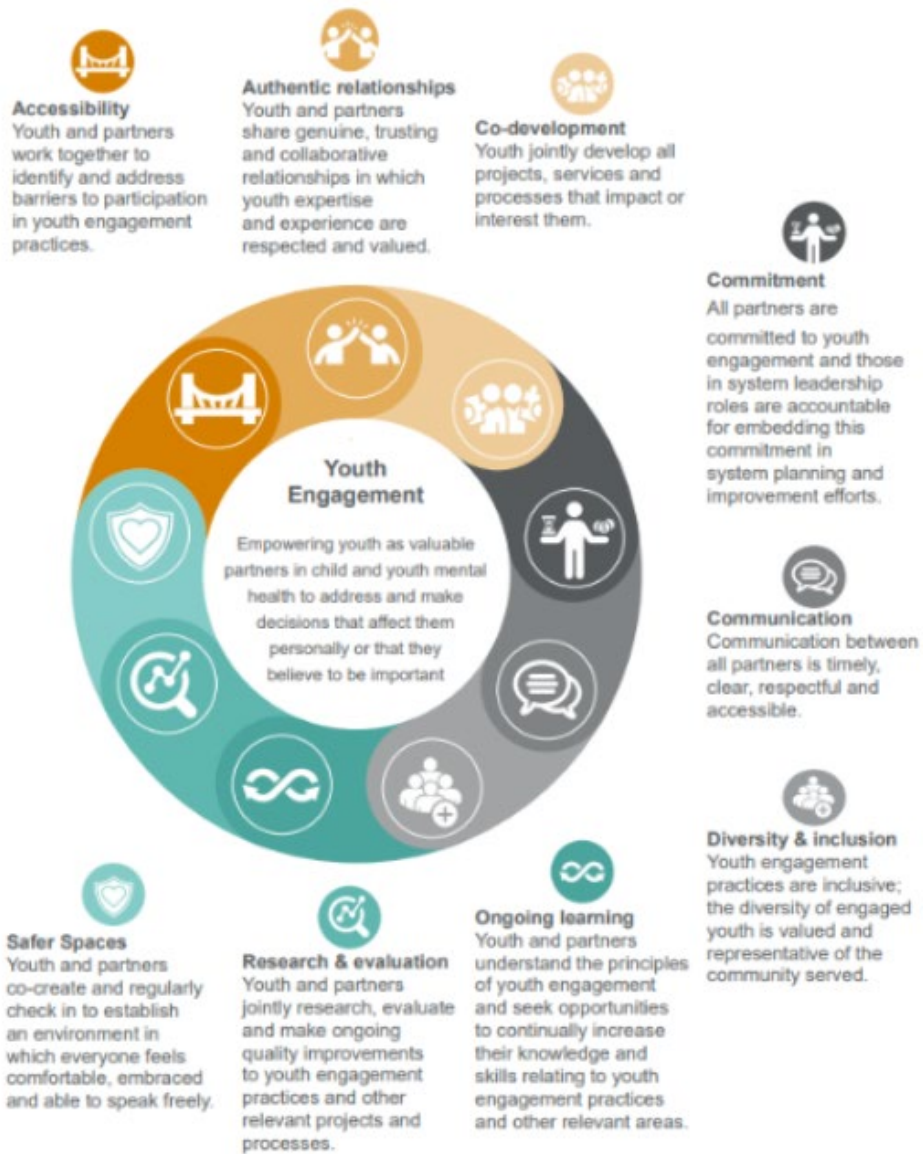 Accessibility
Youth and partners
work together to
identify and address
barriers to participation
in youth engagement
practices.
Authentic relationships
Youth and partners
share genuine, trusting
and collaborative
relationships in which
youth expertise
and experience are
respected and valued.
Co-development
Youth jointly develop all
projects, services and
processes that impact or
interest them.
Commitment
All partners are
committed to youth
engagement and those
in system leadership
roles are accountable
for embedding this
commitment in
system planning and
improvement efforts.
Youth
Engagement
Empowering youth as valuable
partners in child and youth mental
health to address and make
decisions that affect them
personally or that they
believe to be important
Communication
Communication between
all partners is timely,
clear, respectful and
accessible.
Diversity & inclusion
Youth engagement
practices are inclusive;
the diversity of engaged
youth is valued and
representative of the
community served.
Ongoing learning
Youth and partners
understand the principles
of youth engagement
and seek opportunities
to continually increase
their knowledge and
skills relating to youth
engagement practices
and other relevant areas.
Research & evaluation
Youth and partners
jointly research, evaluate
and make ongoing
quality improvements
to youth engagement
practices and other
relevant projects and
processes.
Safer Spaces
Youth and partners
co-create and regularly
check in to establish
an environment in
which everyone feels
comfortable, embraced
and able to speak freely.